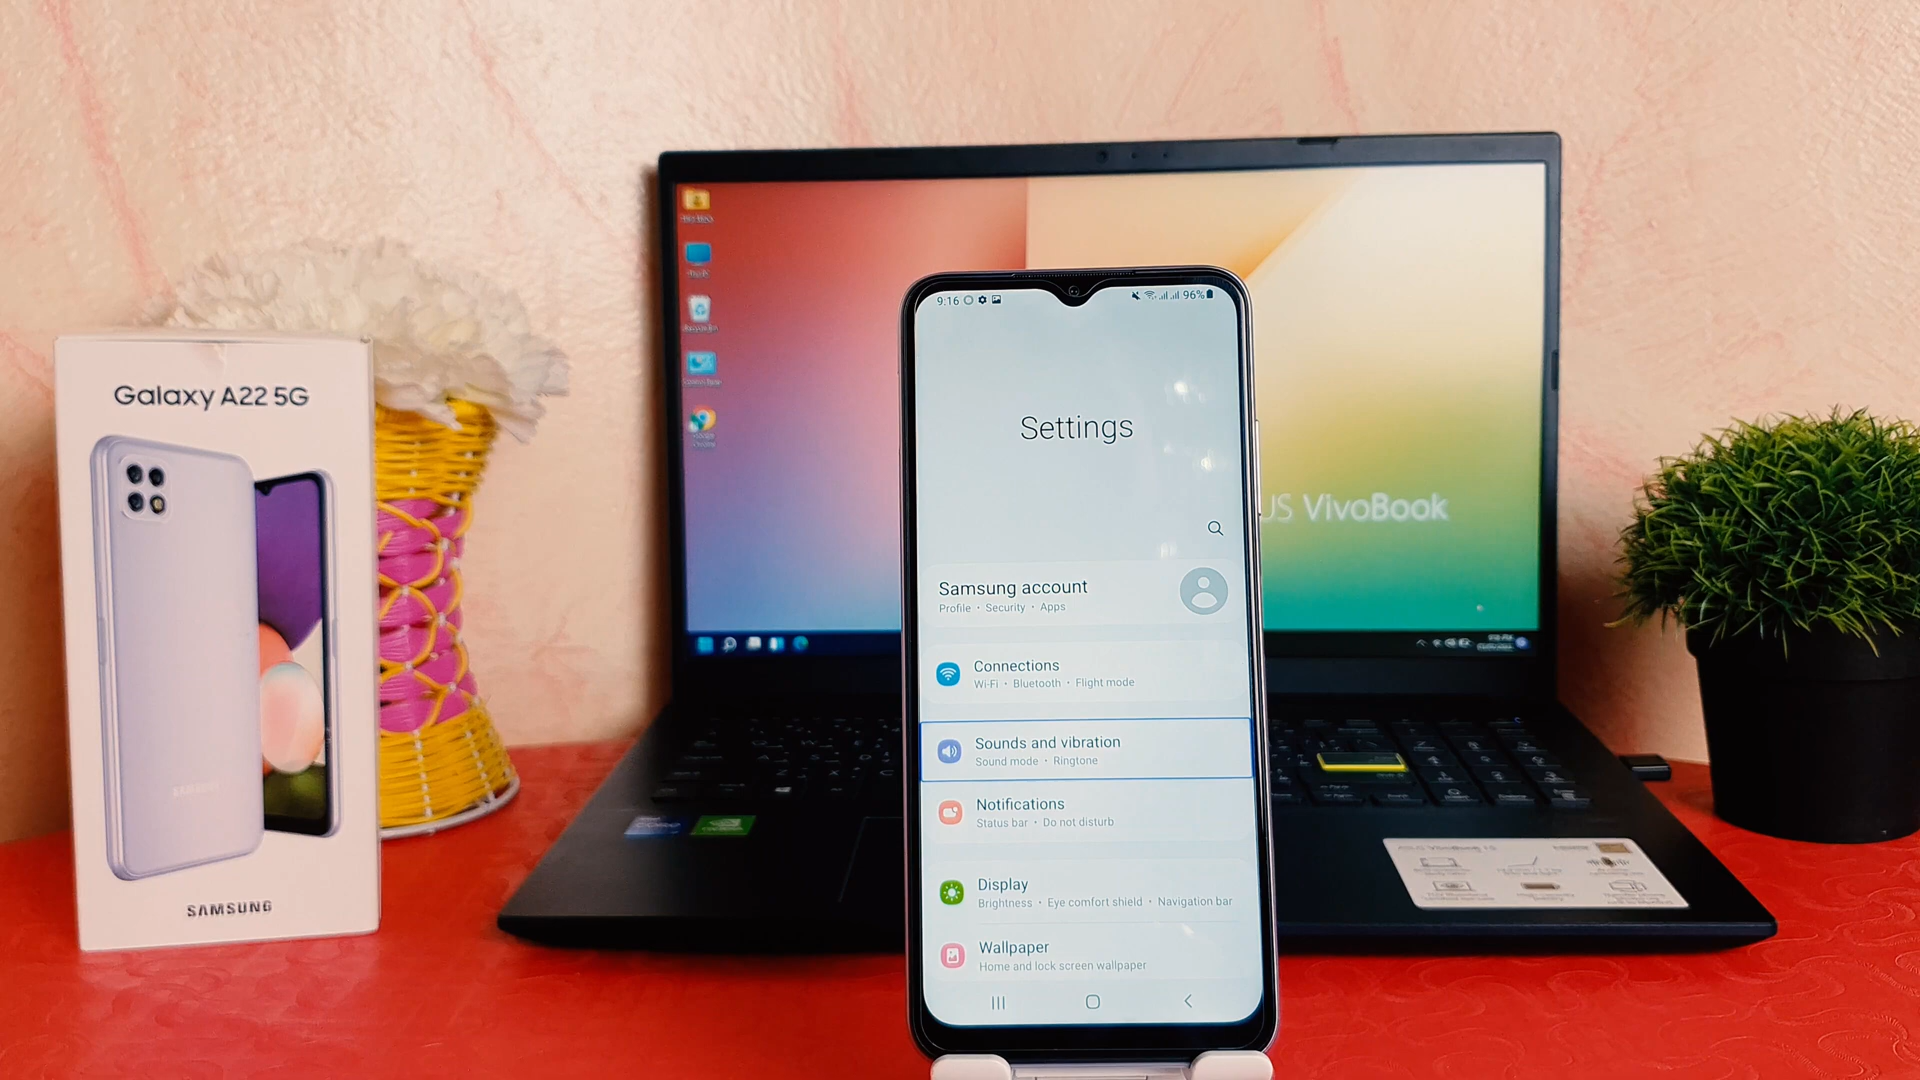 Galaxy A22 5G
SAMSUNG
SAMSUNG
9:16
96%
Settings
Samsung account
Profile • Security • Apps
Connections
Wi-Fi • Bluetooth • Flight mode
Sounds and vibration
Sound mode • Ringtone
Notifications
Status bar • Do not disturb
Display
Brightness • Eye comfort shield • Navigation bar
Wallpaper
Home and lock screen wallpaper
US VivoBook